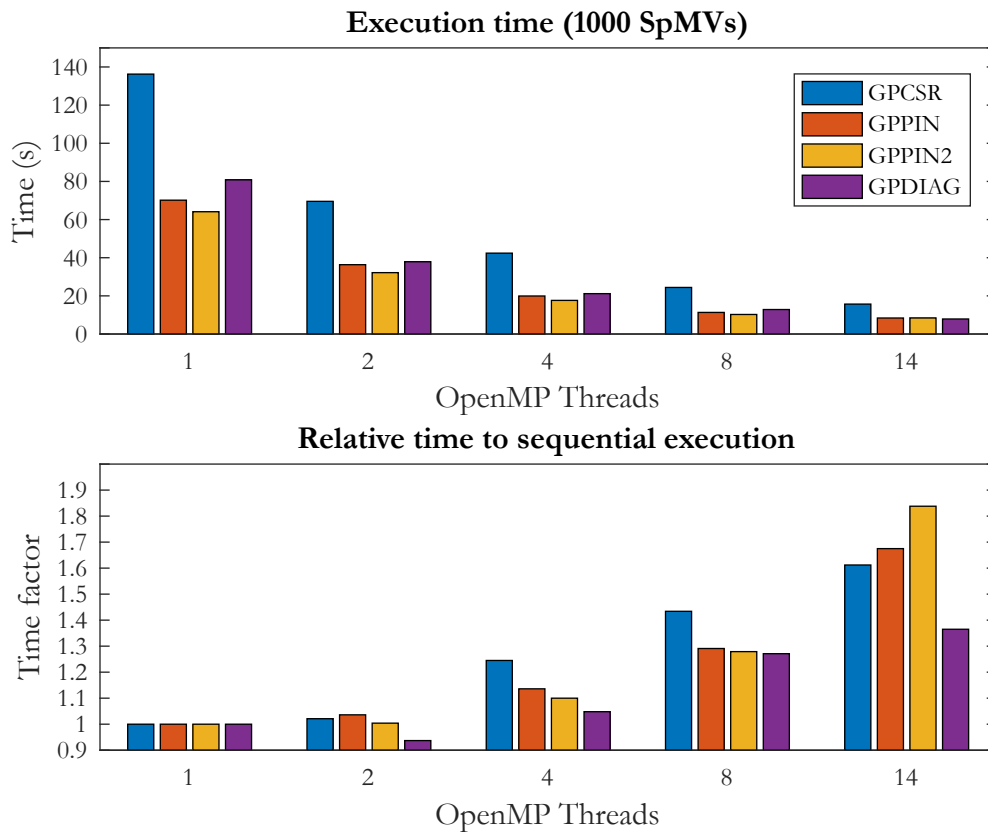 Execution time (1000 SpMVs)
140
120
100
80
60
40
20
0
Time (s)
GPCSR
GPPIN
GPPIN2
GPDIAG
1 2 4 8 14
OpenMP Threads
Relative time to sequential execution
1.9
1.8
1.7
1.6
1.5
1.4
1.3
1.2
1.1
1
0.9
Time factor
1 2 4 8 14
OpenMP Threads